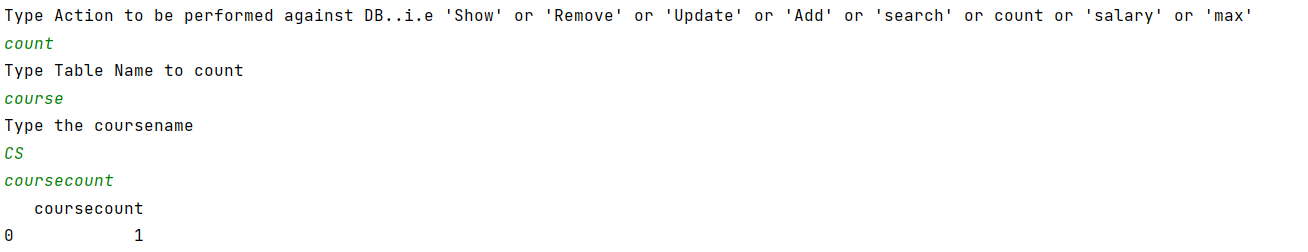 Type Action to be performed against DB..i.e 'Show' or 'Remove' or 'Update' or 'Add' or 'search' or count or 'salary' or 'max'
count
Type Table Name to count
course
Type the coursename
CS
coursecount
   coursecount
0            1